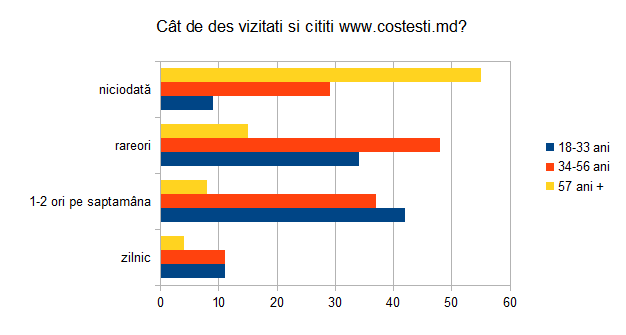 Cât de des vizitati si cititi www.costesti.md?
niciodată
rareori
1-2 ori pe saptamâna
zilnic
0 10 20 30 40 50 60
18-33 ani
34-56 ani
57 ani +